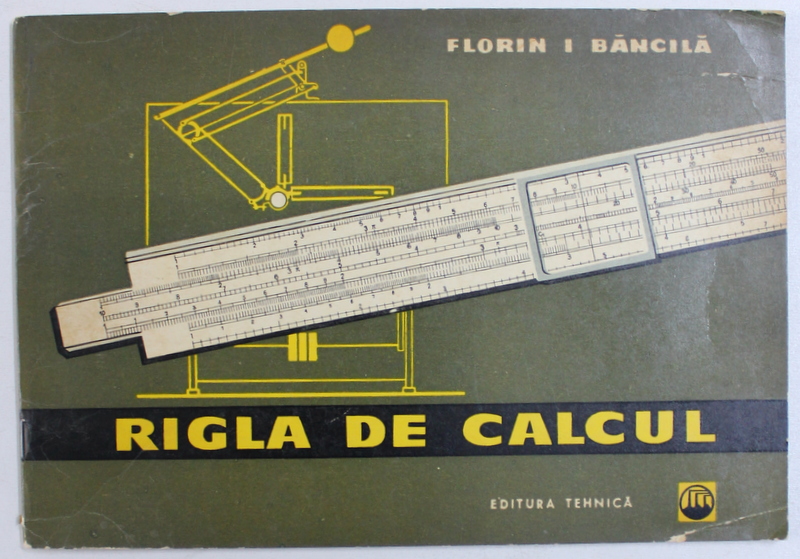 FLORIN I BĂNCILĂ
RIGLA DE CALCUL
EDITURA TEHNICĂ